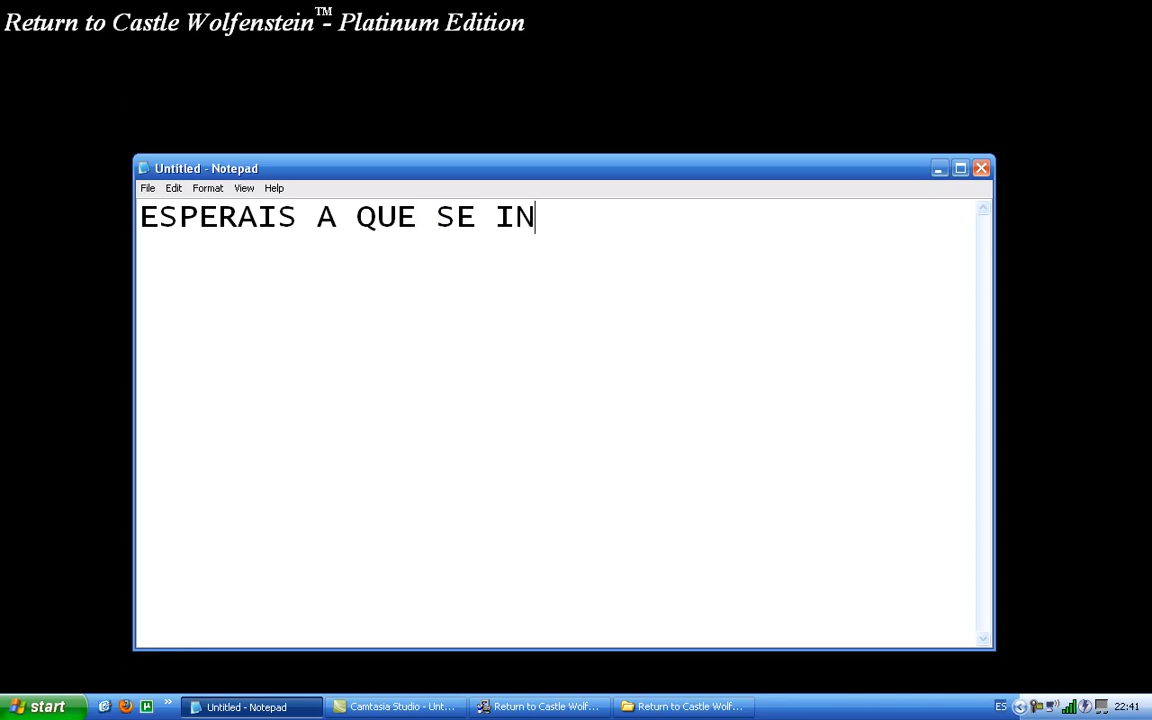 Return to Castle Wolfenstein™- Platinum Edition
Untitled - Notepad
File Edit Format View Help
ESPERAIS A QUE SE IN
start
Untitled - Notepad
Camtasia Studio - Unt...
Return to Castle Wolf...
Return to Castle Wolf...
ES
22:41